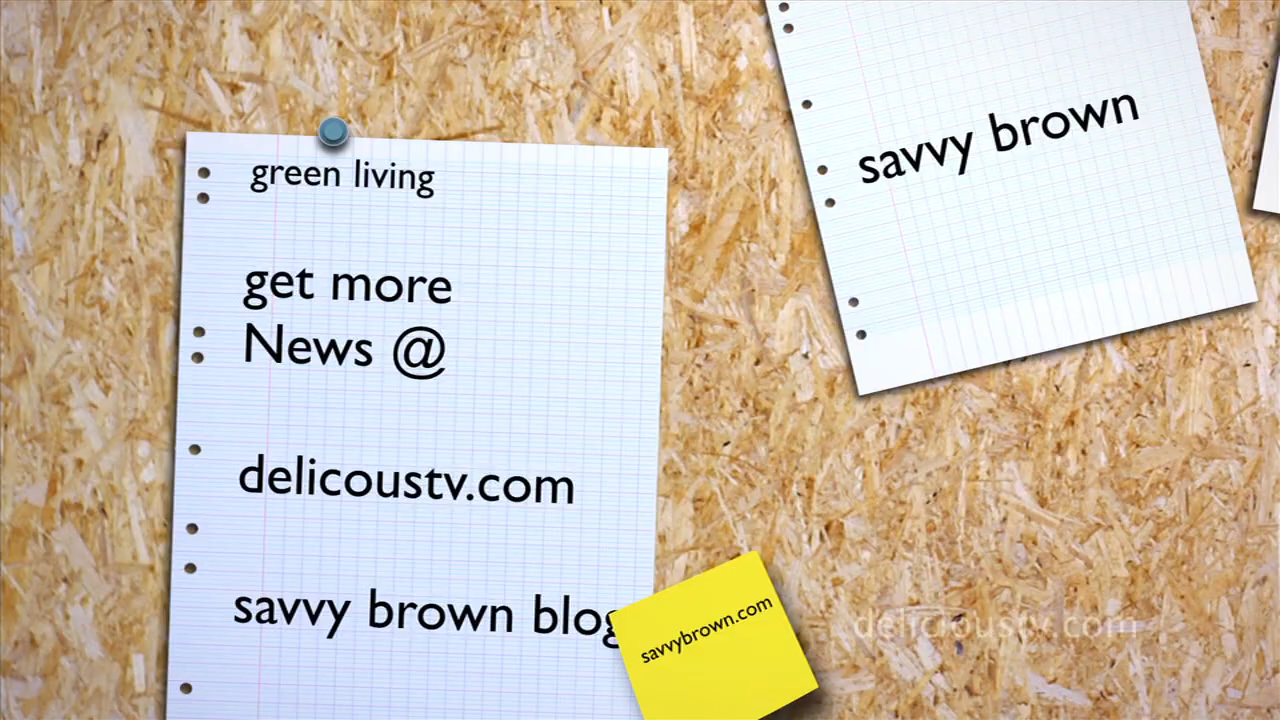 green living
get more
News @
delicoustv.com
savvy brown blog
savvybrown.com
savvy brown
delicioustv.com